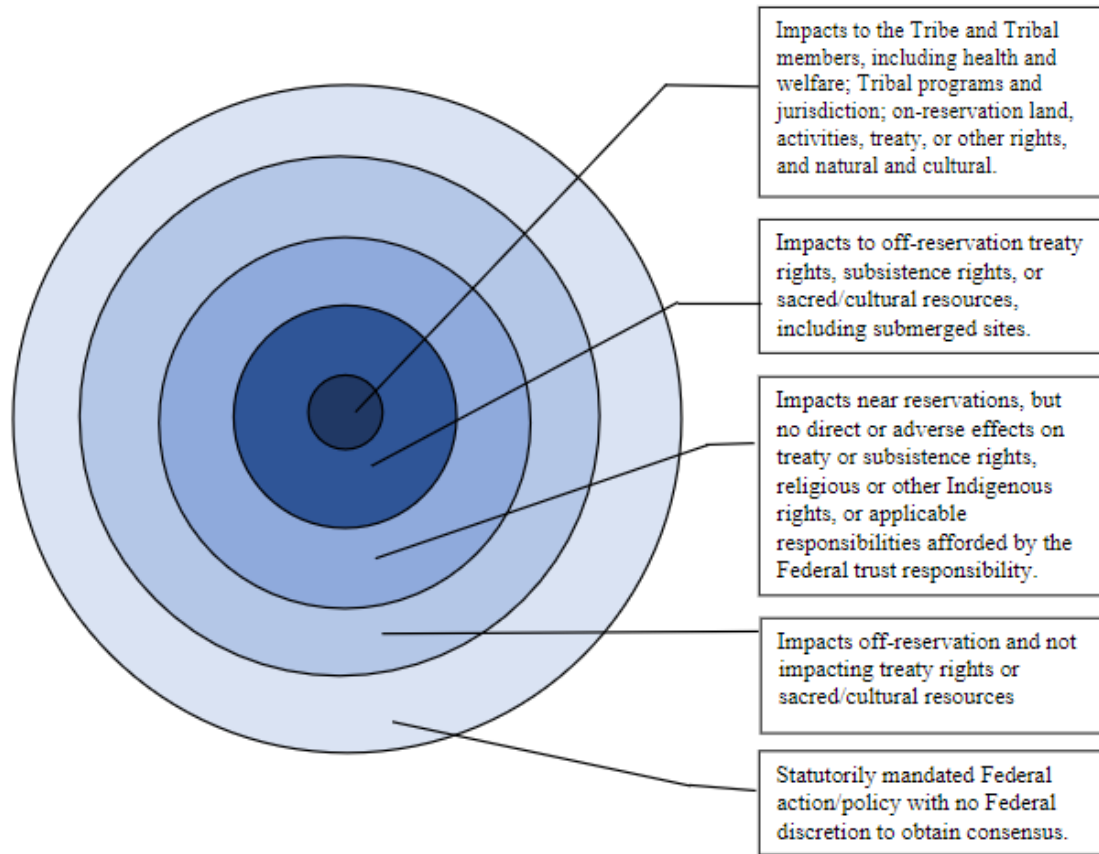 Impacts to the Tribe and Tribal
members, including health and
welfare; Tribal programs and
jurisdiction; on-reservation land,
activities, treaty, or other rights,
and natural and cultural.
Impacts to off-reservation treaty
rights, subsistence rights, or
sacred/cultural resources,
including submerged sites.
Impacts near reservations, but
no direct or adverse effects on
treaty or subsistence rights,
religious or other Indigenous
rights, or applicable
responsibilities afforded by the
Federal trust responsibility.
Impacts off-reservation and not
impacting treaty rights or
sacred/cultural resources
Statutorily mandated Federal
action/policy with no Federal
discretion to obtain consensus.